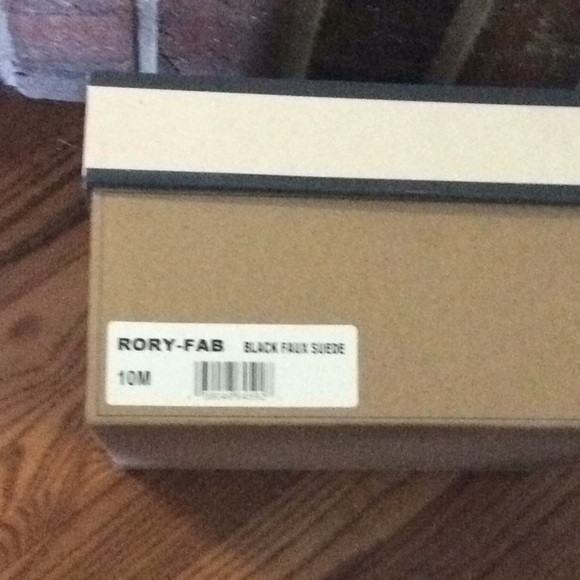 RORY-FAB BLACK FAUX SUEDE
10M